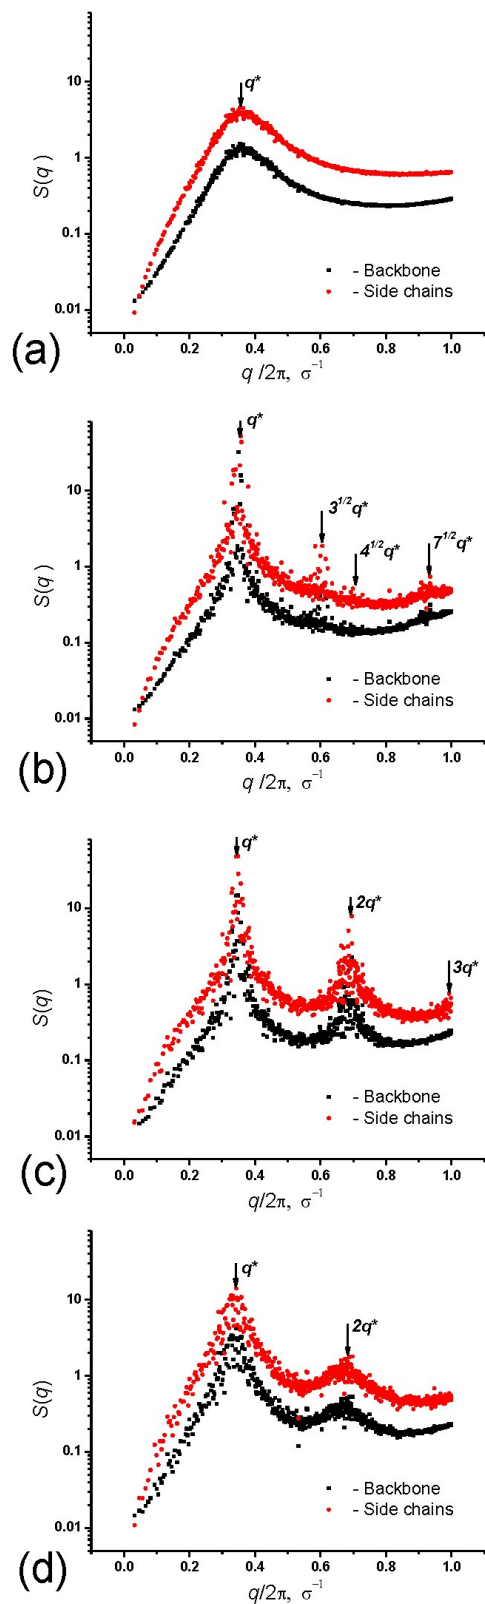 q*
10
1
0.1
0.01
S(q)
- Backbone
- Side chains
0.0 0.2 0.4 0.6 0.8 1.0
q /2π, σ⁻¹
(a)
q*
3^1/2q*
4^1/2q*
7^1/2q*
10
1
0.1
0.01
S(q)
- Backbone
- Side chains
0.0 0.2 0.4 0.6 0.8 1.0
q /2π, σ⁻¹
(b)
q*
2q*
3q*
10
1
0.1
0.01
S(q)
- Backbone
- Side chains
0.0 0.2 0.4 0.6 0.8 1.0
q/2π, σ⁻¹
(c)
q*
2q*
10
1
0.1
0.01
S(q)
- Backbone
- Side chains
0.0 0.2 0.4 0.6 0.8 1.0
q/2π, σ⁻¹
(d)